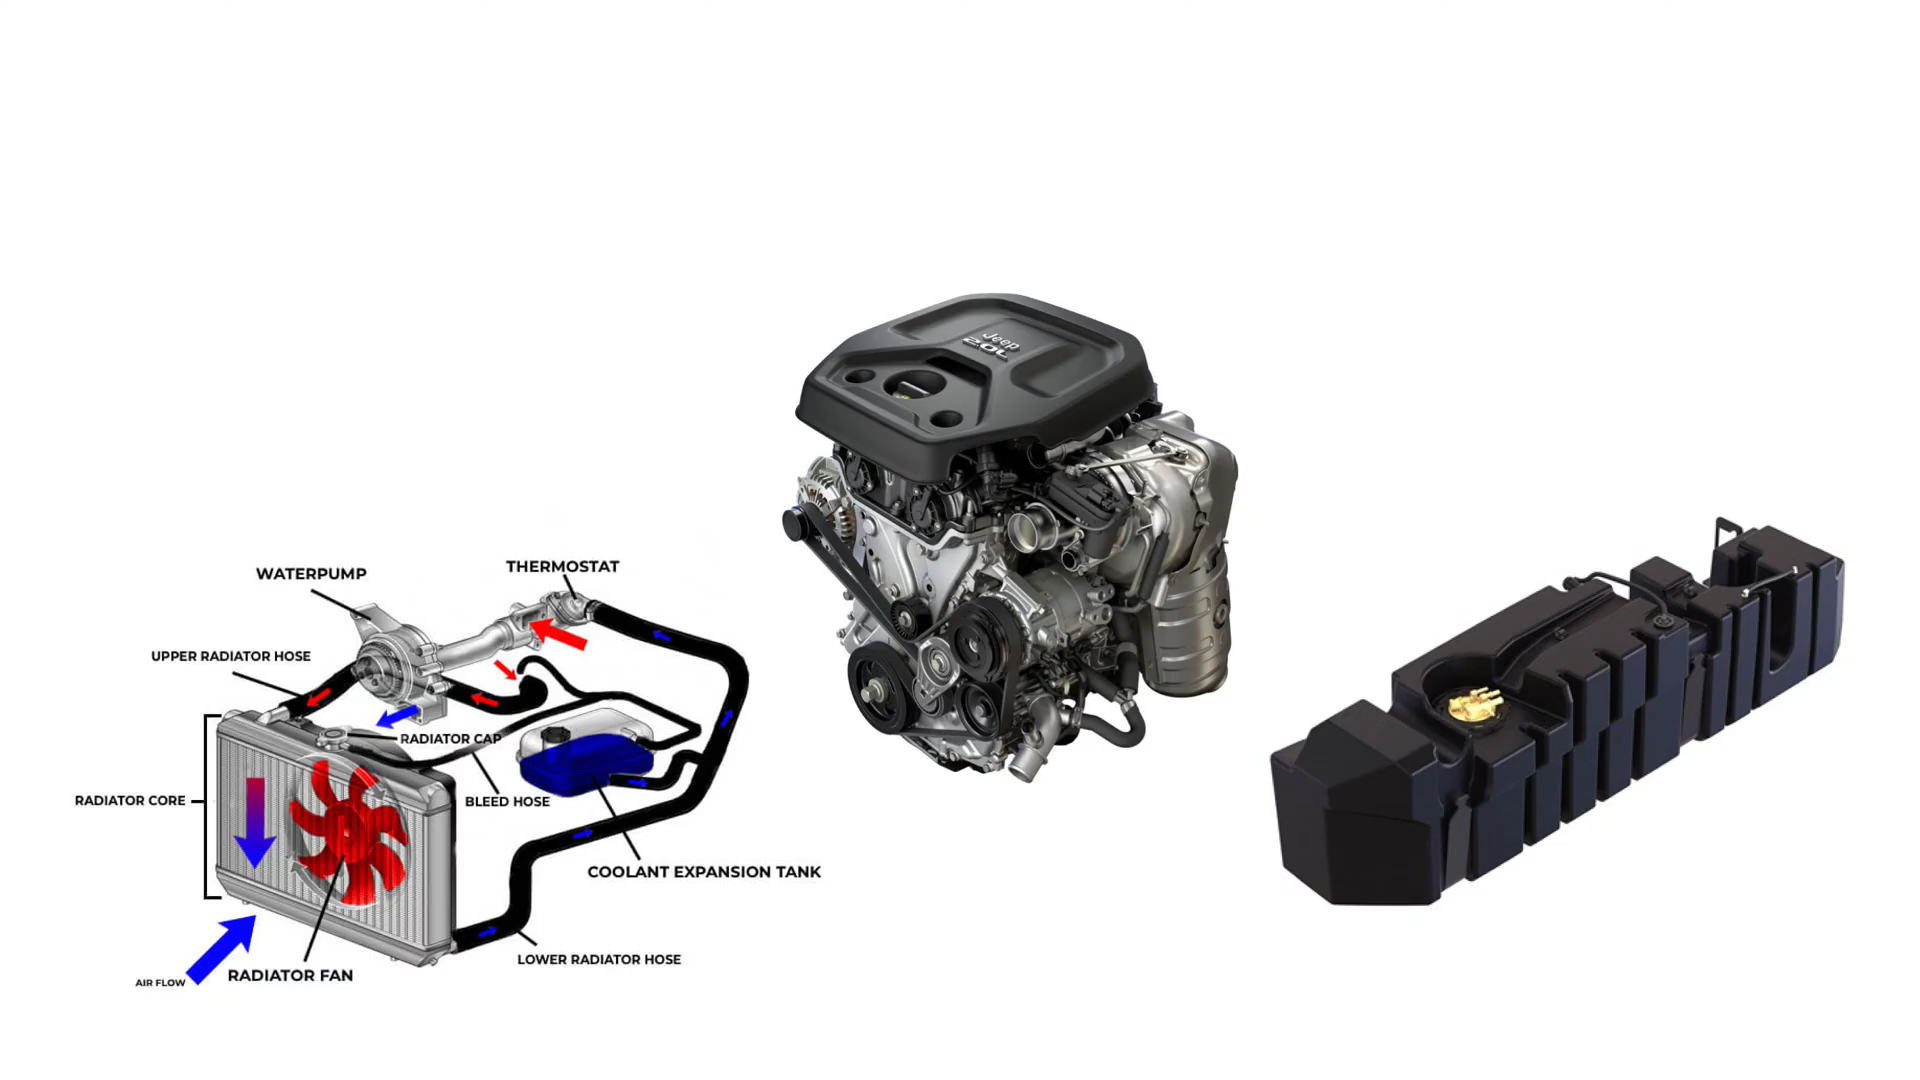 Jeep
2.0L
WATERPUMP
THERMOSTAT
UPPER RADIATOR HOSE
RADIATOR CAP
RADIATOR CORE
BLEED HOSE
COOLANT EXPANSION TANK
LOWER RADIATOR HOSE
RADIATOR FAN
AIR FLOW